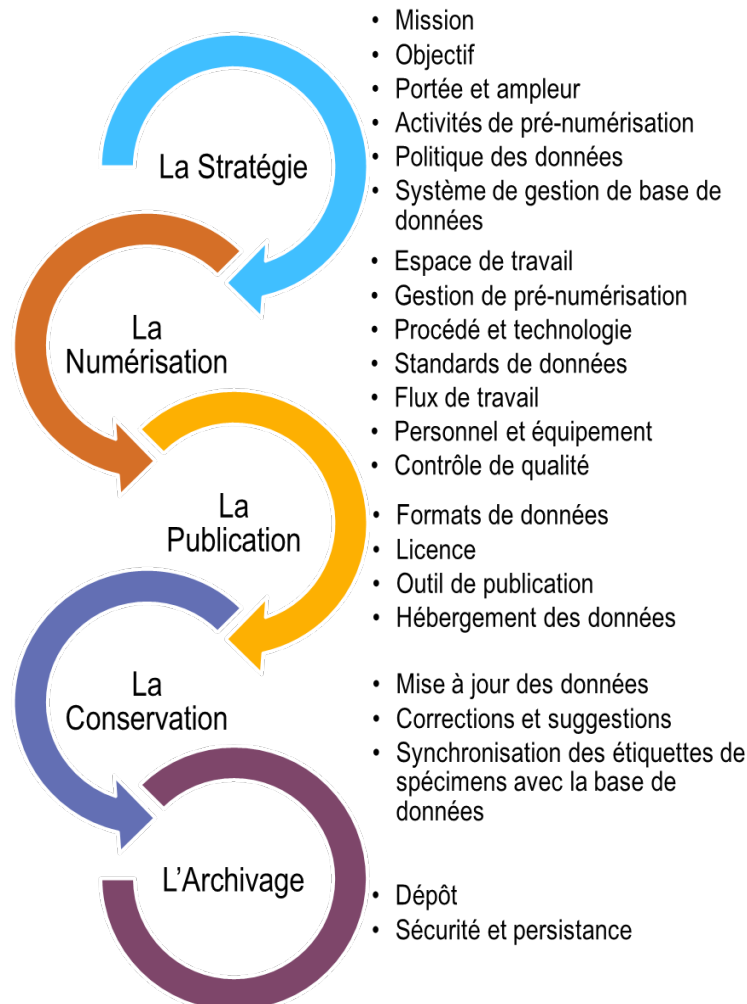 La Stratégie
• Mission
• Objectif
• Portée et ampleur
• Activités de pré-numérisation
• Politique des données
• Système de gestion de base de
données
La
Numérisation
• Espace de travail
• Gestion de pré-numérisation
• Procédé et technologie
• Standards de données
• Flux de travail
• Personnel et équipement
• Contrôle de qualité
La
Publication
• Formats de données
• Licence
• Outil de publication
• Hébergement des données
La
Conservation
• Mise à jour des données
• Corrections et suggestions
• Synchronisation des étiquettes de
spécimens avec la base de
données
L'Archivage
• Dépôt
• Sécurité et persistance